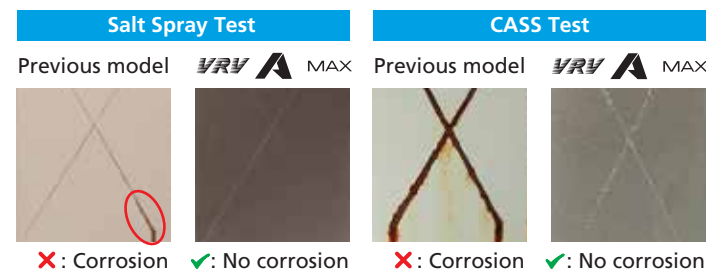 Salt Spray Test
Previous model VRV A MAX
✗: Corrosion ✓: No corrosion
CASS Test
Previous model VRV A MAX
✗: Corrosion ✓: No corrosion